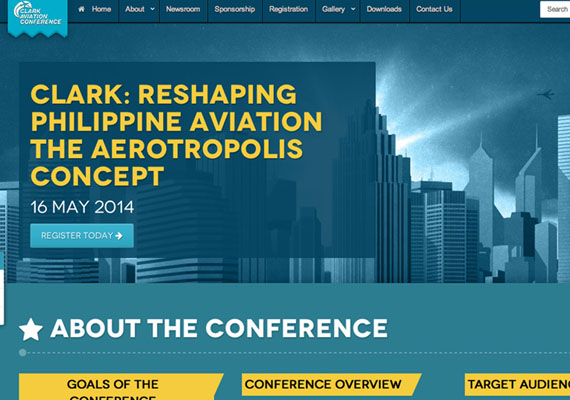 CLARK
AVIATION
CONFERENCE
Home About Newsroom Sponsorship Registration Gallery Downloads Contact Us Search
CLARK: RESHAPING
PHILIPPINE AVIATION
THE AEROTROPOLIS
CONCEPT
16 MAY 2014
REGISTER TODAY
ABOUT THE CONFERENCE
GOALS OF THE
CONFERENCE
CONFERENCE OVERVIEW
TARGET AUDIEN